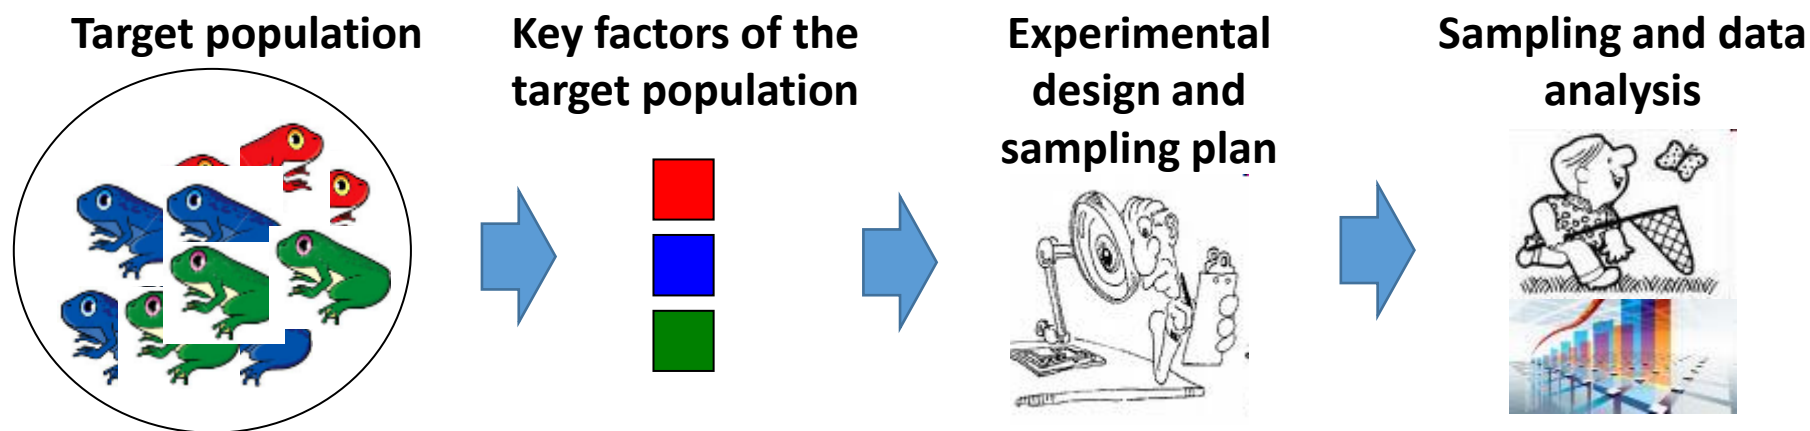 Target population
Key factors of the
target population
Experimental
design and
sampling plan
Sampling and data
analysis